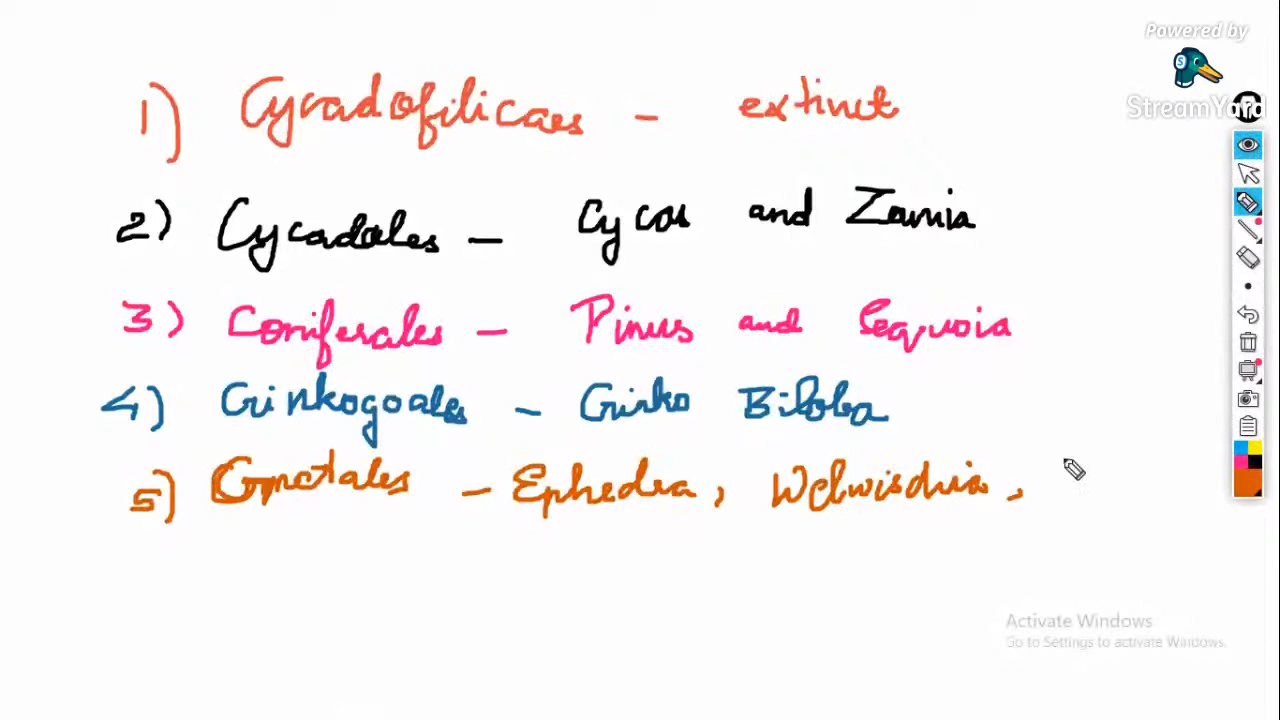 Powered by
StreamYard
1) Cycadofilicaes - extinct
2) Cycadales - Cycas and Zamia
3) Coniferales - Pinus and Sequoia
4) Ginkogoales - Ginko Biloba
5) Gnetales - Ephedra, Welwischia,
Activate Windows
Go to Settings to activate Windows.